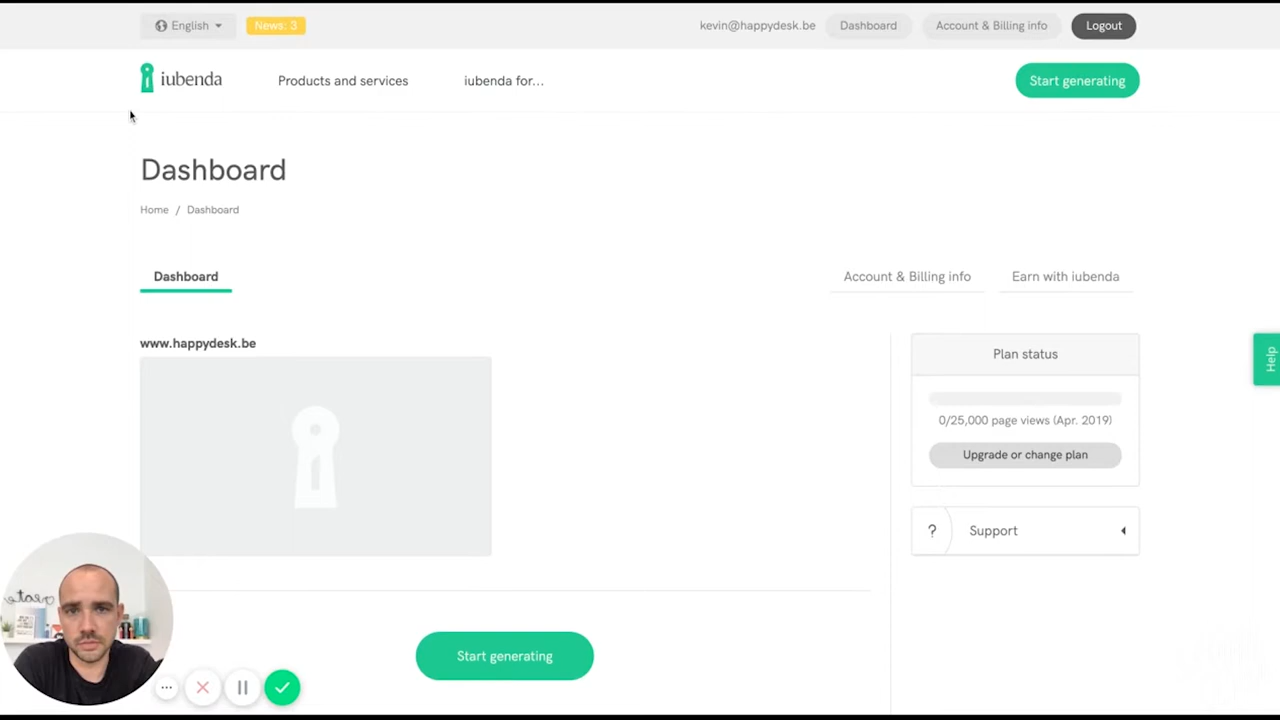 English
News: 3
kevin@happydesk.be
Dashboard
Account & Billing info
Logout
iubenda
Products and services
iubenda for...
Start generating
Dashboard
Home / Dashboard
Dashboard
Account & Billing info
Earn with iubenda
www.happydesk.be
Plan status
0/25,000 page views (Apr. 2019)
Upgrade or change plan
? Support
Help
Start generating